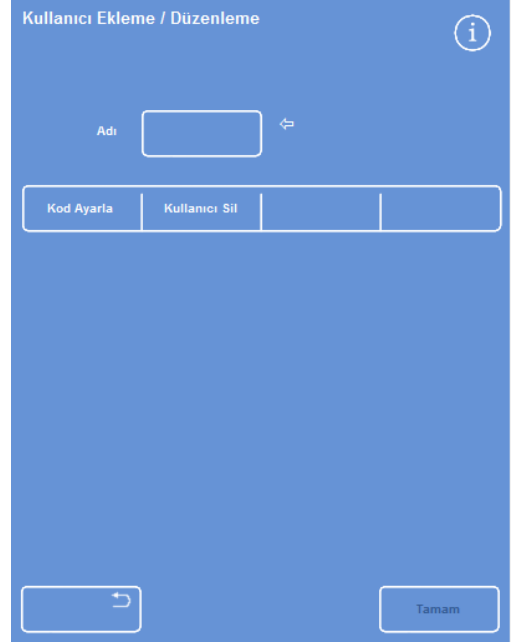 Kullanıcı Ekleme / Düzenleme
i
Adı
Kod Ayarla
Kullanıcı Sil
Tamam